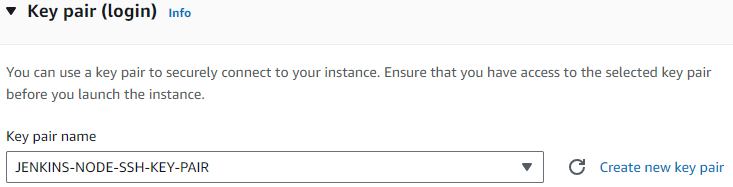 Key pair (login) Info
You can use a key pair to securely connect to your instance. Ensure that you have access to the selected key pair
before you launch the instance.
Key pair name
JENKINS-NODE-SSH-KEY-PAIR
Create new key pair